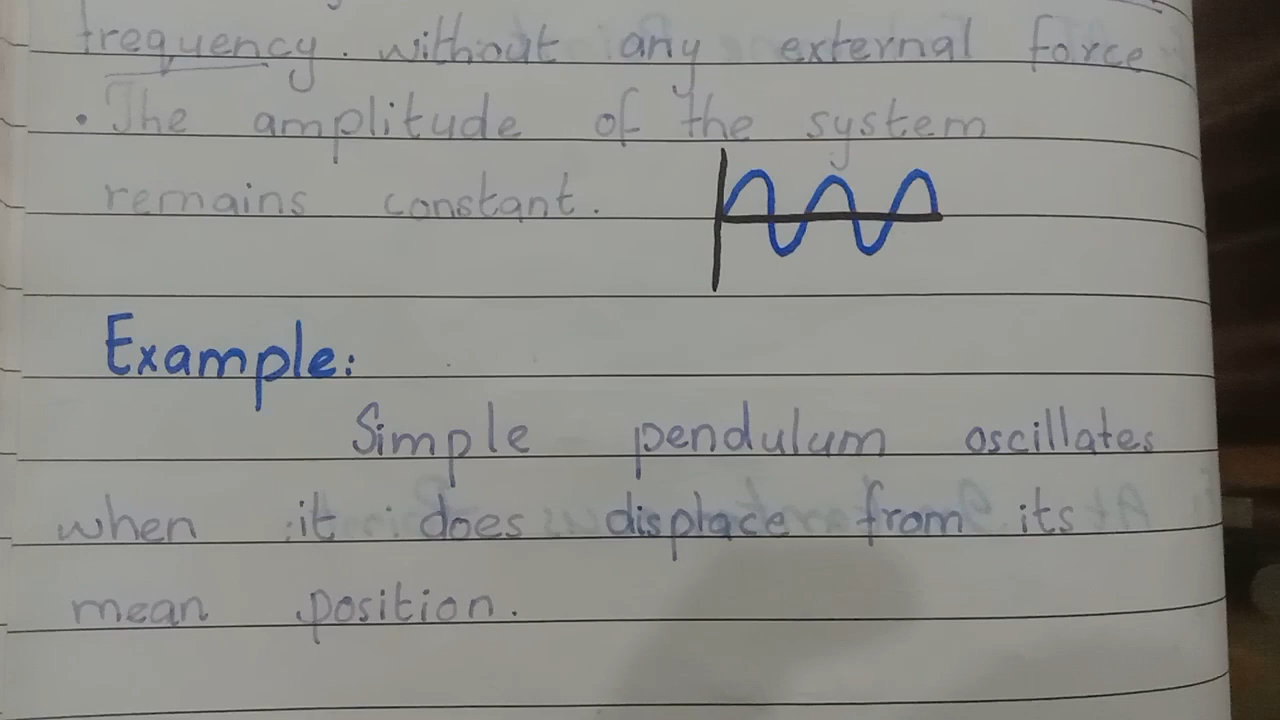 frequency. without any external force
• The amplitude of the system
remains constant.
Example:
Simple pendulum oscillates
when it does displace from its
mean position.